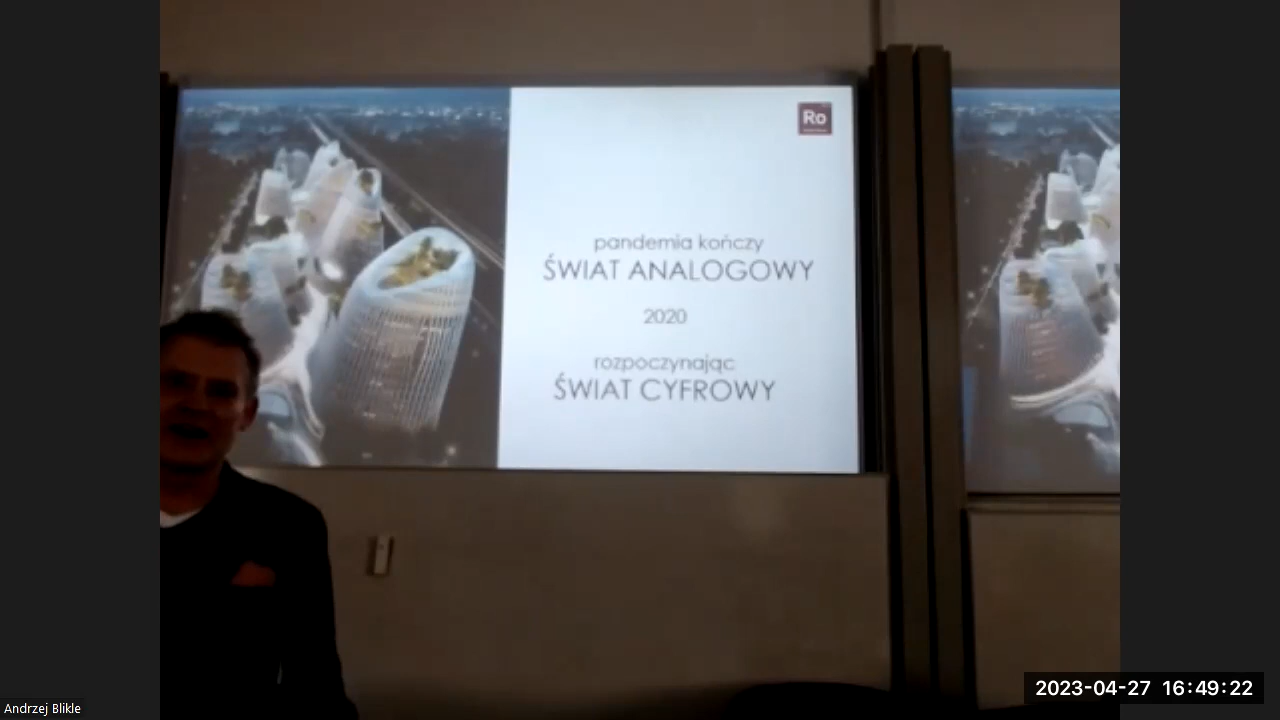 Ro
pandemia kończy
ŚWIAT ANALOGOWY
2020
rozpoczynając
ŚWIAT CYFROWY
Andrzej Blikle
2023-04-27 16:49:22